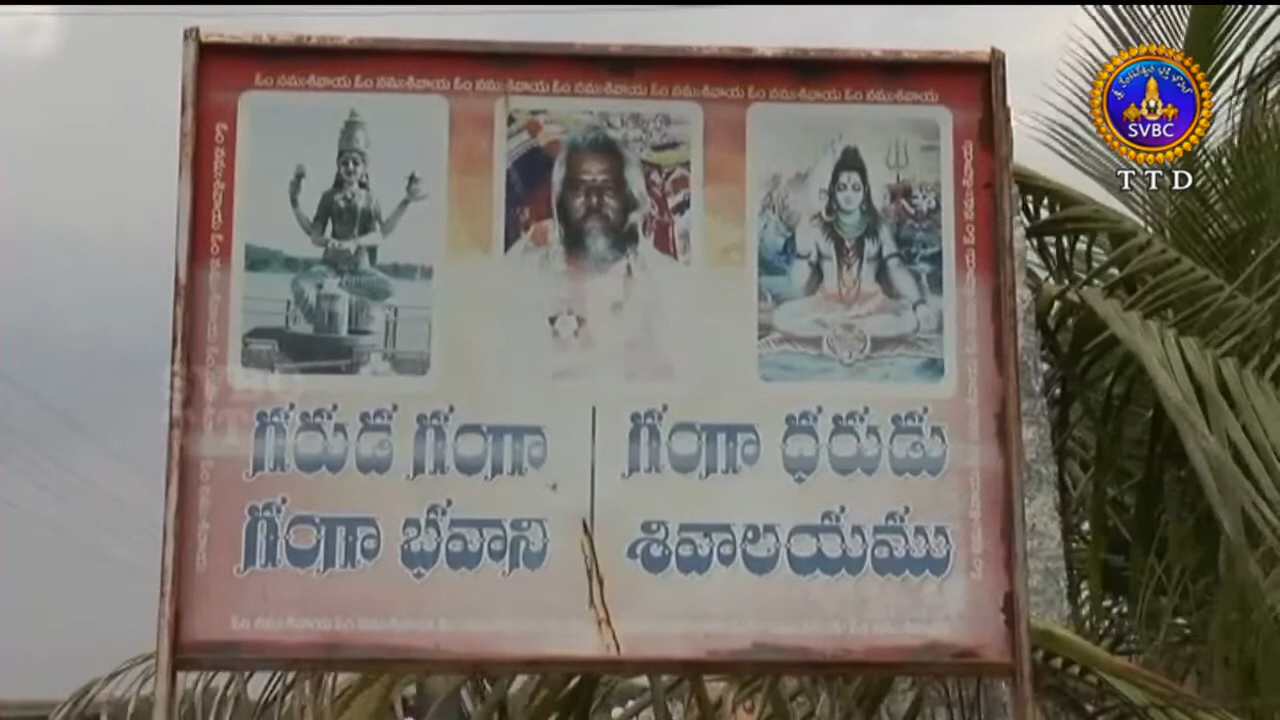 ఓం నమఃశివాయ ఓం నమఃశివాయ ఓం నమఃశివాయ ఓం నమఃశివాయ ఓం నమఃశివాయ ఓం నమఃశివాయ ఓం నమఃశివాయ
SVBC
TTD
గరుడ గంగా
గంగా భవాని
గంగా ధరుడు
శివాలయము